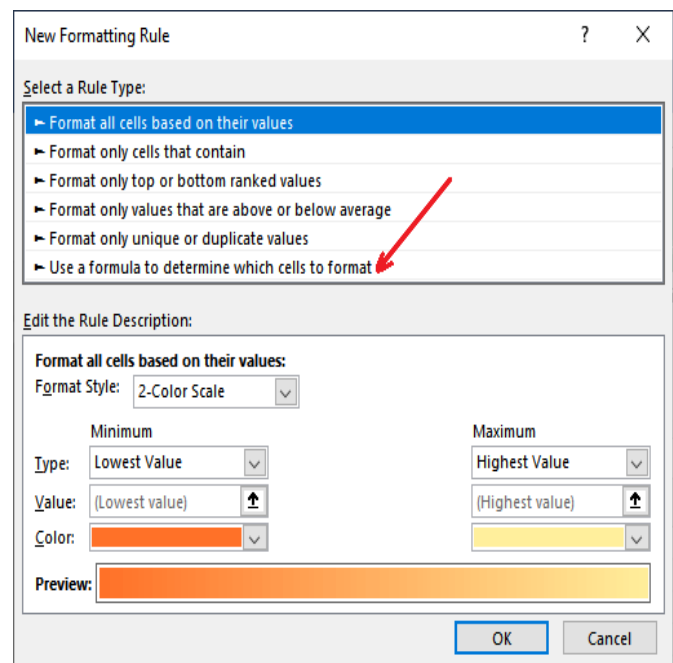 New Formatting Rule ? X
Select a Rule Type:
► Format all cells based on their values
► Format only cells that contain
► Format only top or bottom ranked values
► Format only values that are above or below average
► Format only unique or duplicate values
► Use a formula to determine which cells to format
Edit the Rule Description:
Format all cells based on their values:
Format Style: 2-Color Scale
Minimum Maximum
Type: Lowest Value Highest Value
Value: (Lowest value) (Highest value)
Color:
Preview:
OK Cancel